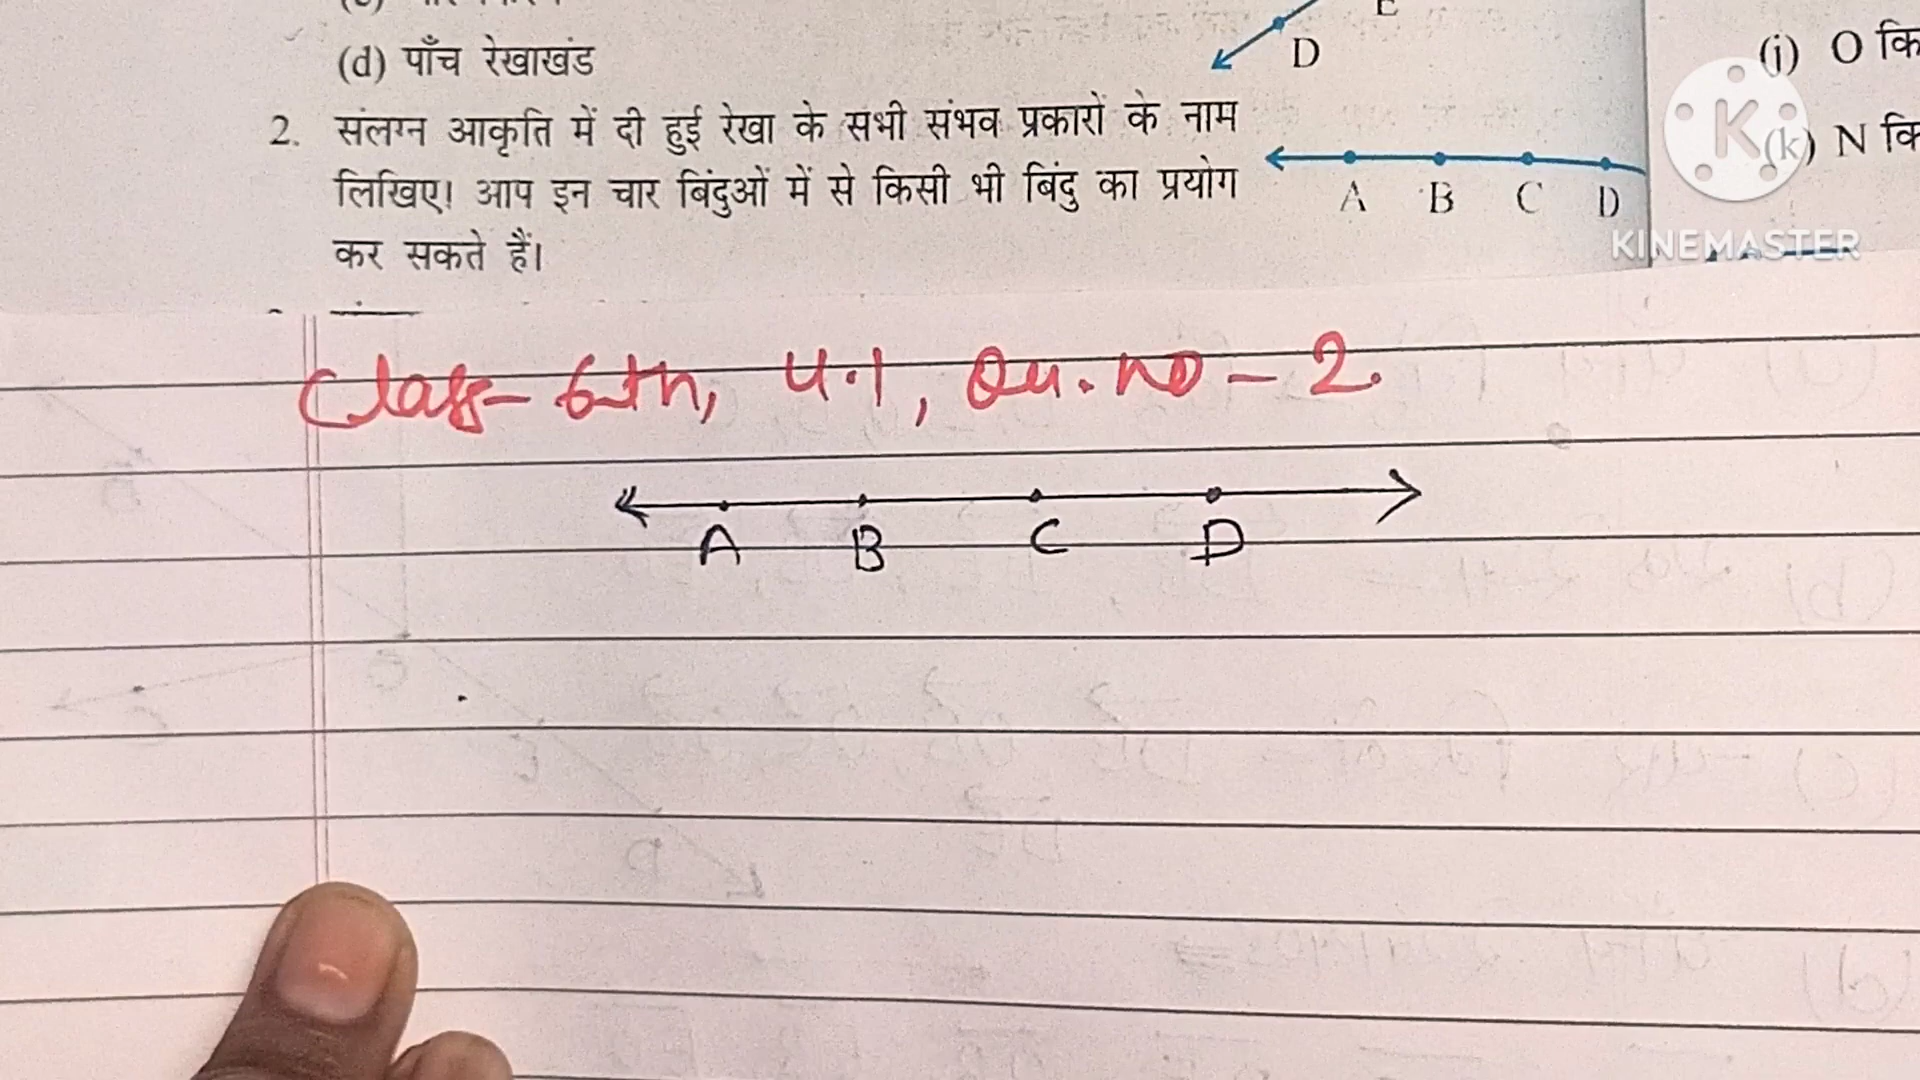 (d) पाँच रेखाखंड
E
D
2. संलग्न आकृति में दी हुई रेखा के सभी संभव प्रकारों के नाम
लिखिए। आप इन चार बिंदुओं में से किसी भी बिंदु का प्रयोग
कर सकते हैं।
A B C D
(j) O कि
(k) N कि
K
KINEMASTER
Class-6th, 4.1, Qu.no-2.
A B C D